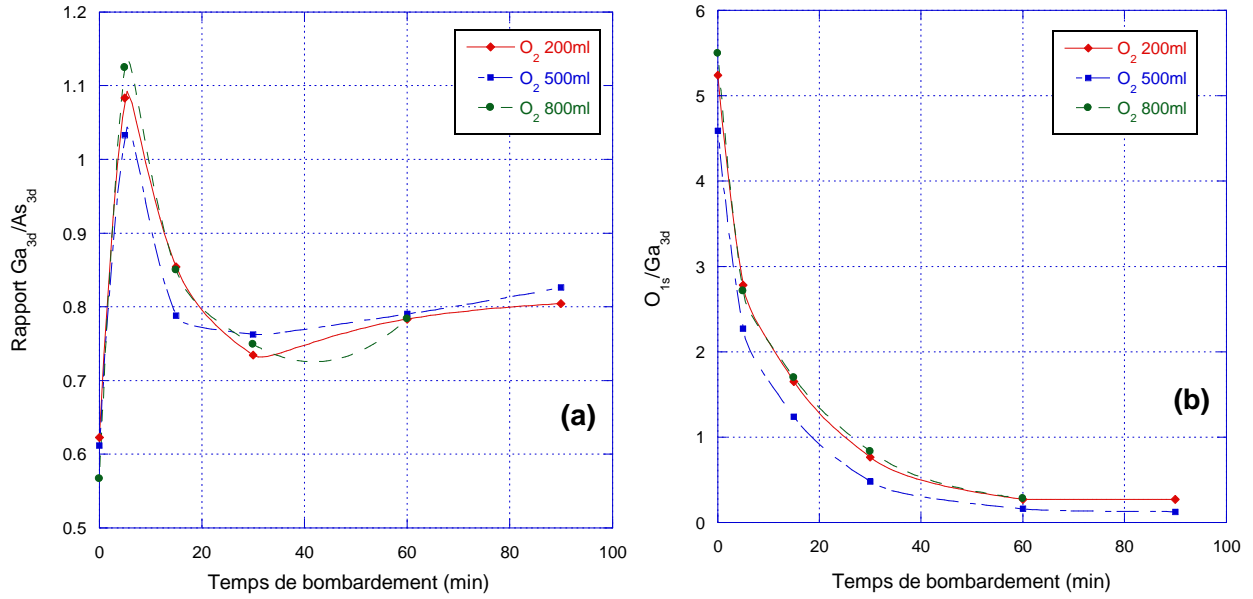 1.2
1.1
1
0.9
0.8
0.7
0.6
0.5
0
20
40
60
80
100
Rapport Ga3d/As3d
Temps de bombardement (min)
O2 200ml
O2 500ml
O2 800ml
(a)
6
5
4
3
2
1
0
0
20
40
60
80
100
O1s/Ga3d
Temps de bombardement (min)
O2 200ml
O2 500ml
O2 800ml
(b)